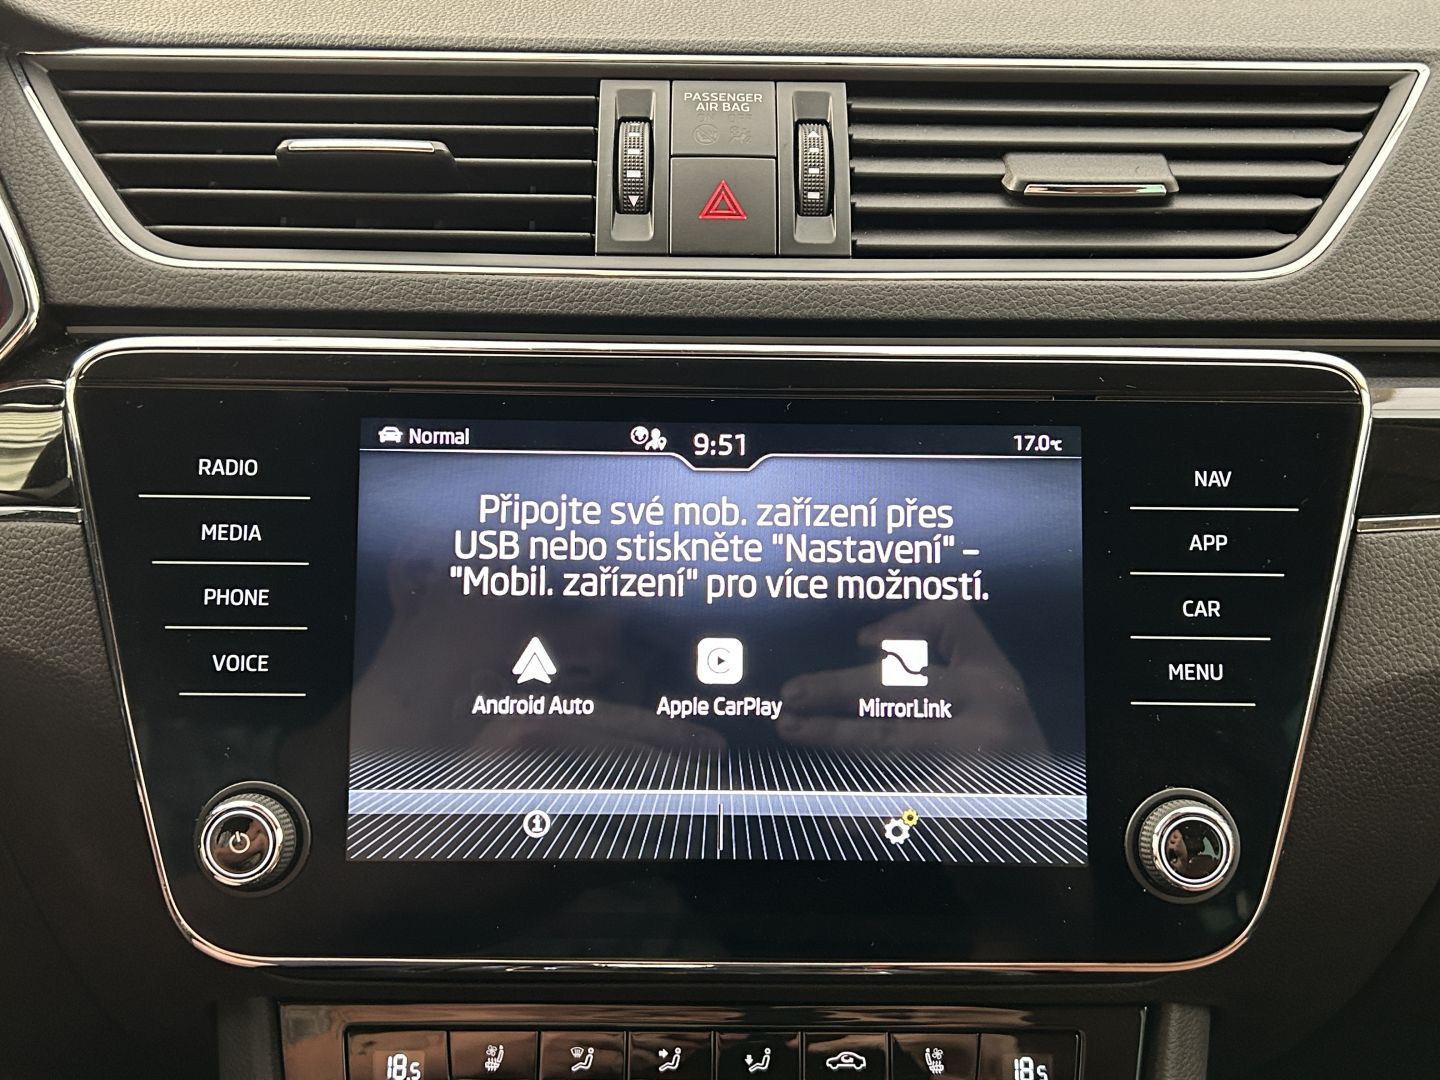 PASSENGER
AIR BAG
Normal
9:51
17.0°C
RADIO
MEDIA
PHONE
VOICE
Připojte své mob. zařízení přes
USB nebo stiskněte "Nastavení" –
"Mobil. zařízení" pro více možností.
Android Auto
Apple CarPlay
MirrorLink
NAV
APP
CAR
MENU
18.5
18.5